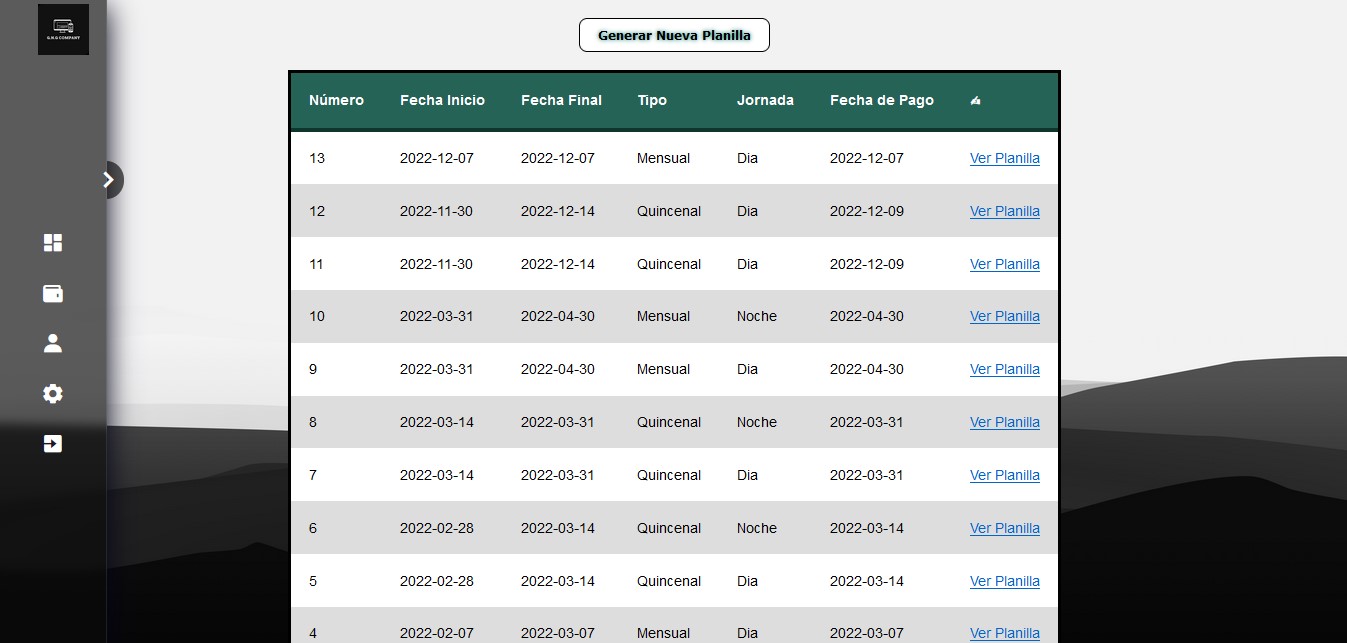 G.N.G COMPANY
Generar Nueva Planilla
Número Fecha Inicio Fecha Final Tipo Jornada Fecha de Pago
13 2022-12-07 2022-12-07 Mensual Dia 2022-12-07 Ver Planilla
12 2022-11-30 2022-12-14 Quincenal Dia 2022-12-09 Ver Planilla
11 2022-11-30 2022-12-14 Quincenal Dia 2022-12-09 Ver Planilla
10 2022-03-31 2022-04-30 Mensual Noche 2022-04-30 Ver Planilla
9 2022-03-31 2022-04-30 Mensual Dia 2022-04-30 Ver Planilla
8 2022-03-14 2022-03-31 Quincenal Noche 2022-03-31 Ver Planilla
7 2022-03-14 2022-03-31 Quincenal Dia 2022-03-31 Ver Planilla
6 2022-02-28 2022-03-14 Quincenal Noche 2022-03-14 Ver Planilla
5 2022-02-28 2022-03-14 Quincenal Dia 2022-03-14 Ver Planilla
4 2022-02-07 2022-03-07 Mensual Dia 2022-03-07 Ver Planilla